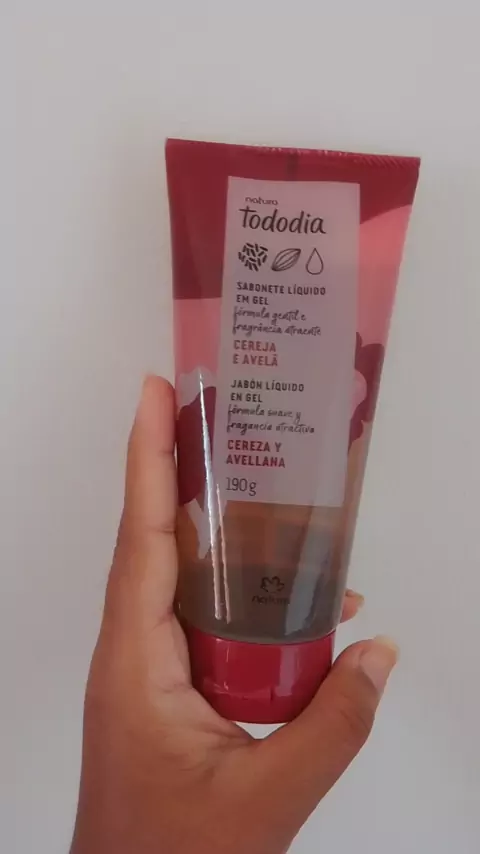 natura
tododia
SABONETE LÍQUIDO
EM GEL
fórmula gentil e
fragrância atraente
CEREJA
E AVELÃ
JABÓN LÍQUIDO
EN GEL
fórmula suave y
fragancia atractiva
CEREZA Y
AVELLANA
190g
natura